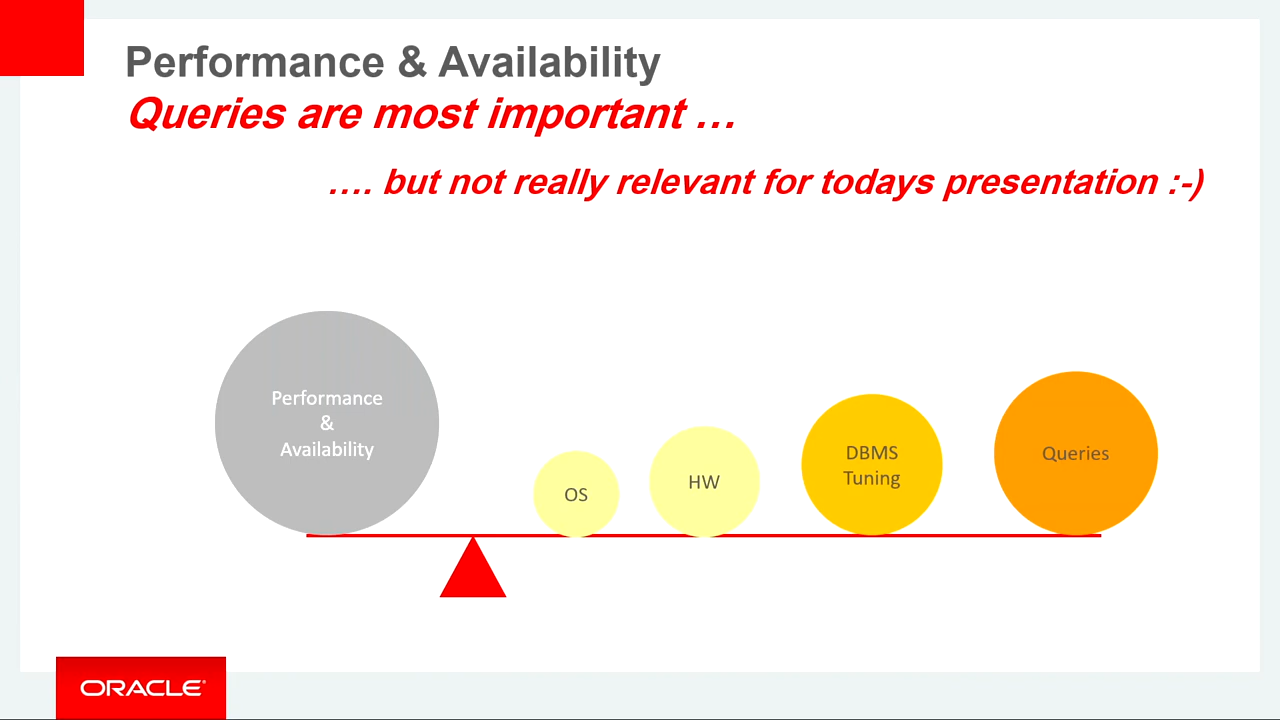 Performance & Availability
Queries are most important …
…. but not really relevant for todays presentation :-)
Performance
&
Availability
OS
HW
DBMS
Tuning
Queries
ORACLE®